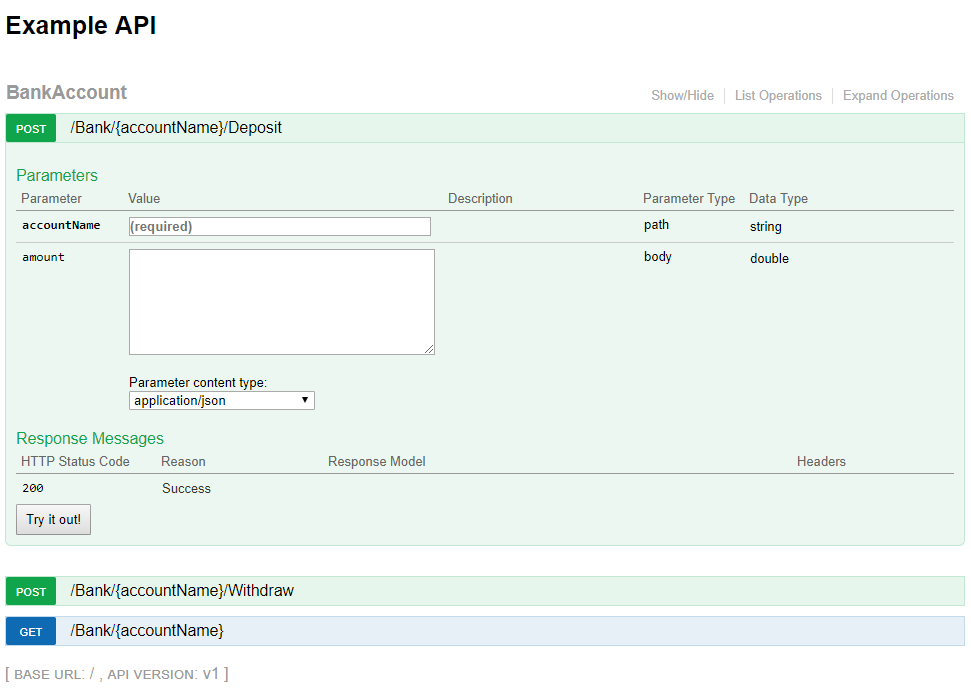 Example API
BankAccount Show/Hide List Operations Expand Operations
POST /Bank/{accountName}/Deposit
Parameters
Parameter Value Description Parameter Type Data Type
accountName (required) path string
amount body double
Parameter content type:
application/json
Response Messages
HTTP Status Code Reason Response Model Headers
200 Success
Try it out!
POST /Bank/{accountName}/Withdraw
GET /Bank/{accountName}
[ BASE URL: / , API VERSION: v1 ]